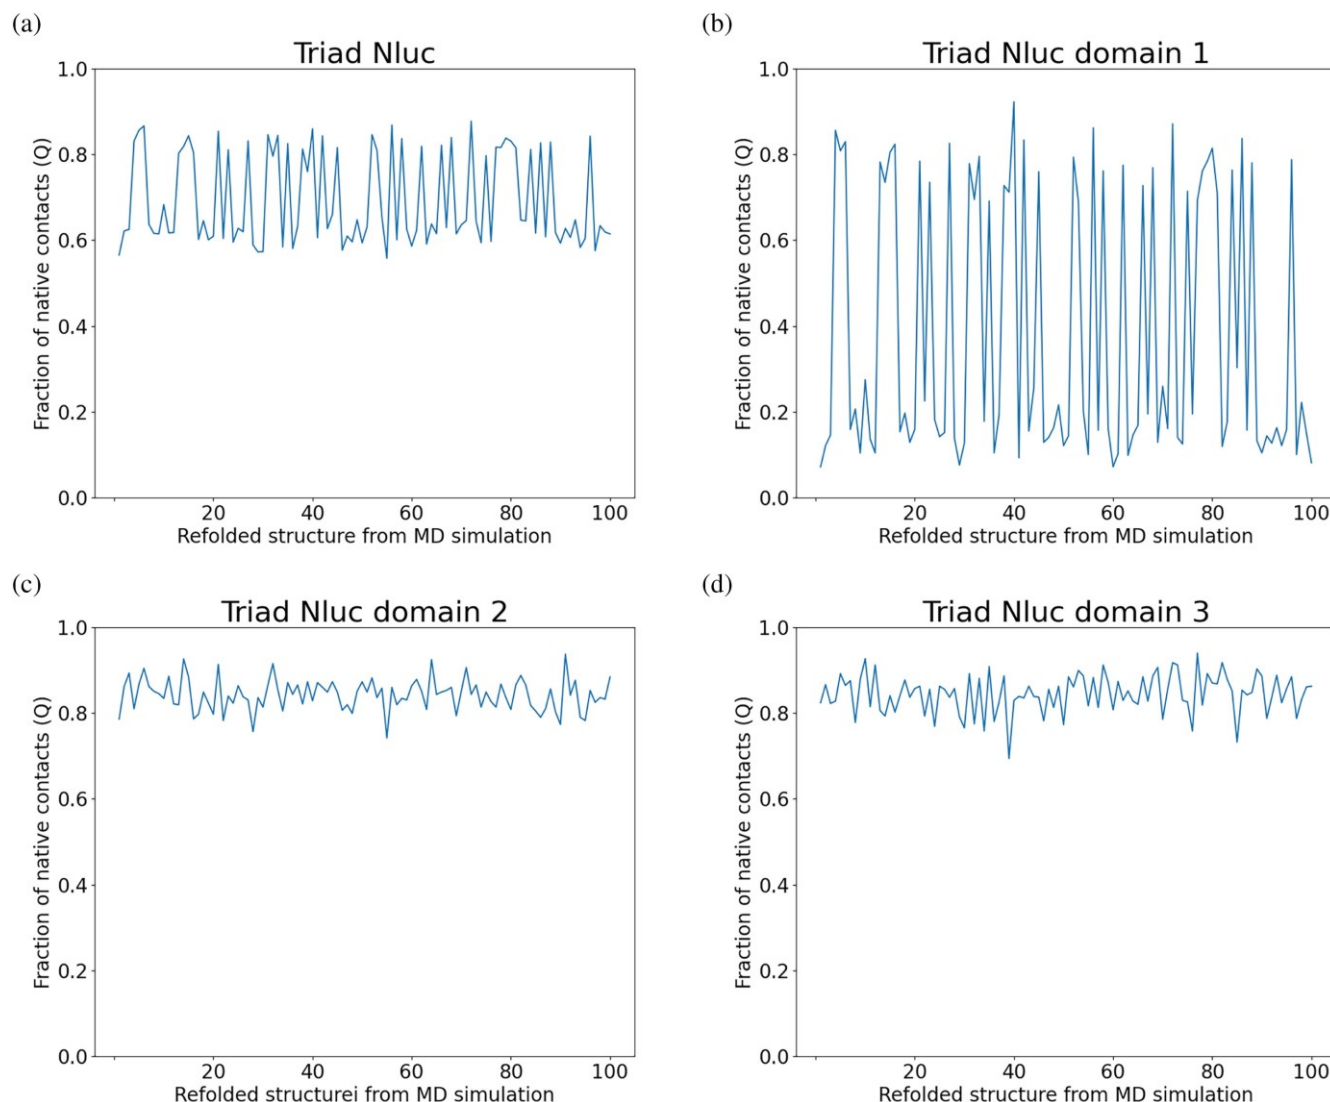 (a)
Triad Nluc
1.0
0.8
0.6
0.4
0.2
0.0
Fraction of native contacts (Q)
20 40 60 80 100
Refolded structure from MD simulation
(b)
Triad Nluc domain 1
1.0
0.8
0.6
0.4
0.2
0.0
Fraction of native contacts (Q)
20 40 60 80 100
Refolded structure from MD simulation
(c)
Triad Nluc domain 2
1.0
0.8
0.6
0.4
0.2
0.0
Fraction of native contacts (Q)
20 40 60 80 100
Refolded structurei from MD simulation
(d)
Triad Nluc domain 3
1.0
0.8
0.6
0.4
0.2
0.0
Fraction of native contacts (Q)
20 40 60 80 100
Refolded structure from MD simulation